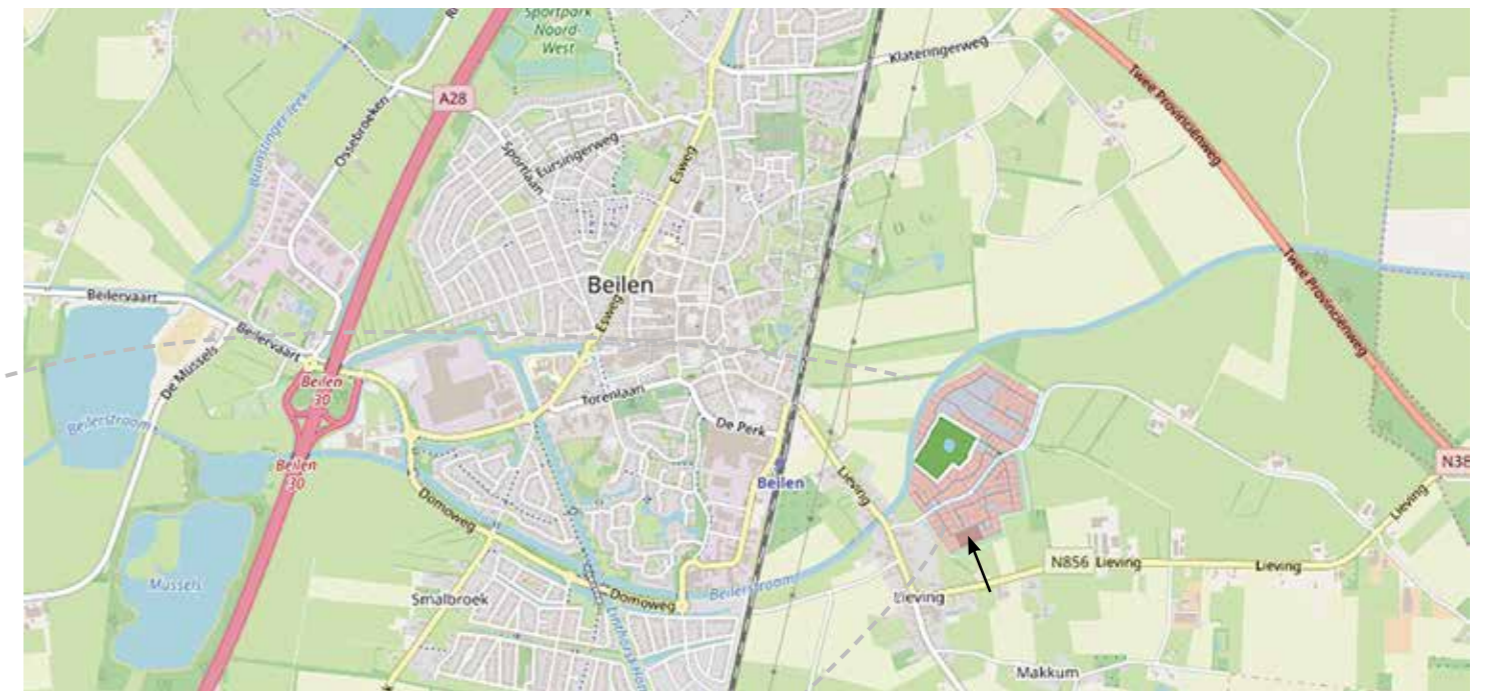 Sportpark
Noord-
West
Klateringerweg
A28
Twee Provinciënweg
Brunstingerleek
Ossebroeken
Sportlaan
Eursingerweg
Esweg
Beilen
Esweg
Twee Provinciënweg
Beilervaart
Beilervaart
De Mussels
Beilen
30
Torenlaan
De Perk
Beilerstroom
Beilen
30
Beilen
Lieving
N38
Lieving
Domoweg
N856 Lieving
Lieving
Mussels
Smalbroek
Domoweg
Beilerstroom
Lieving
Makkum